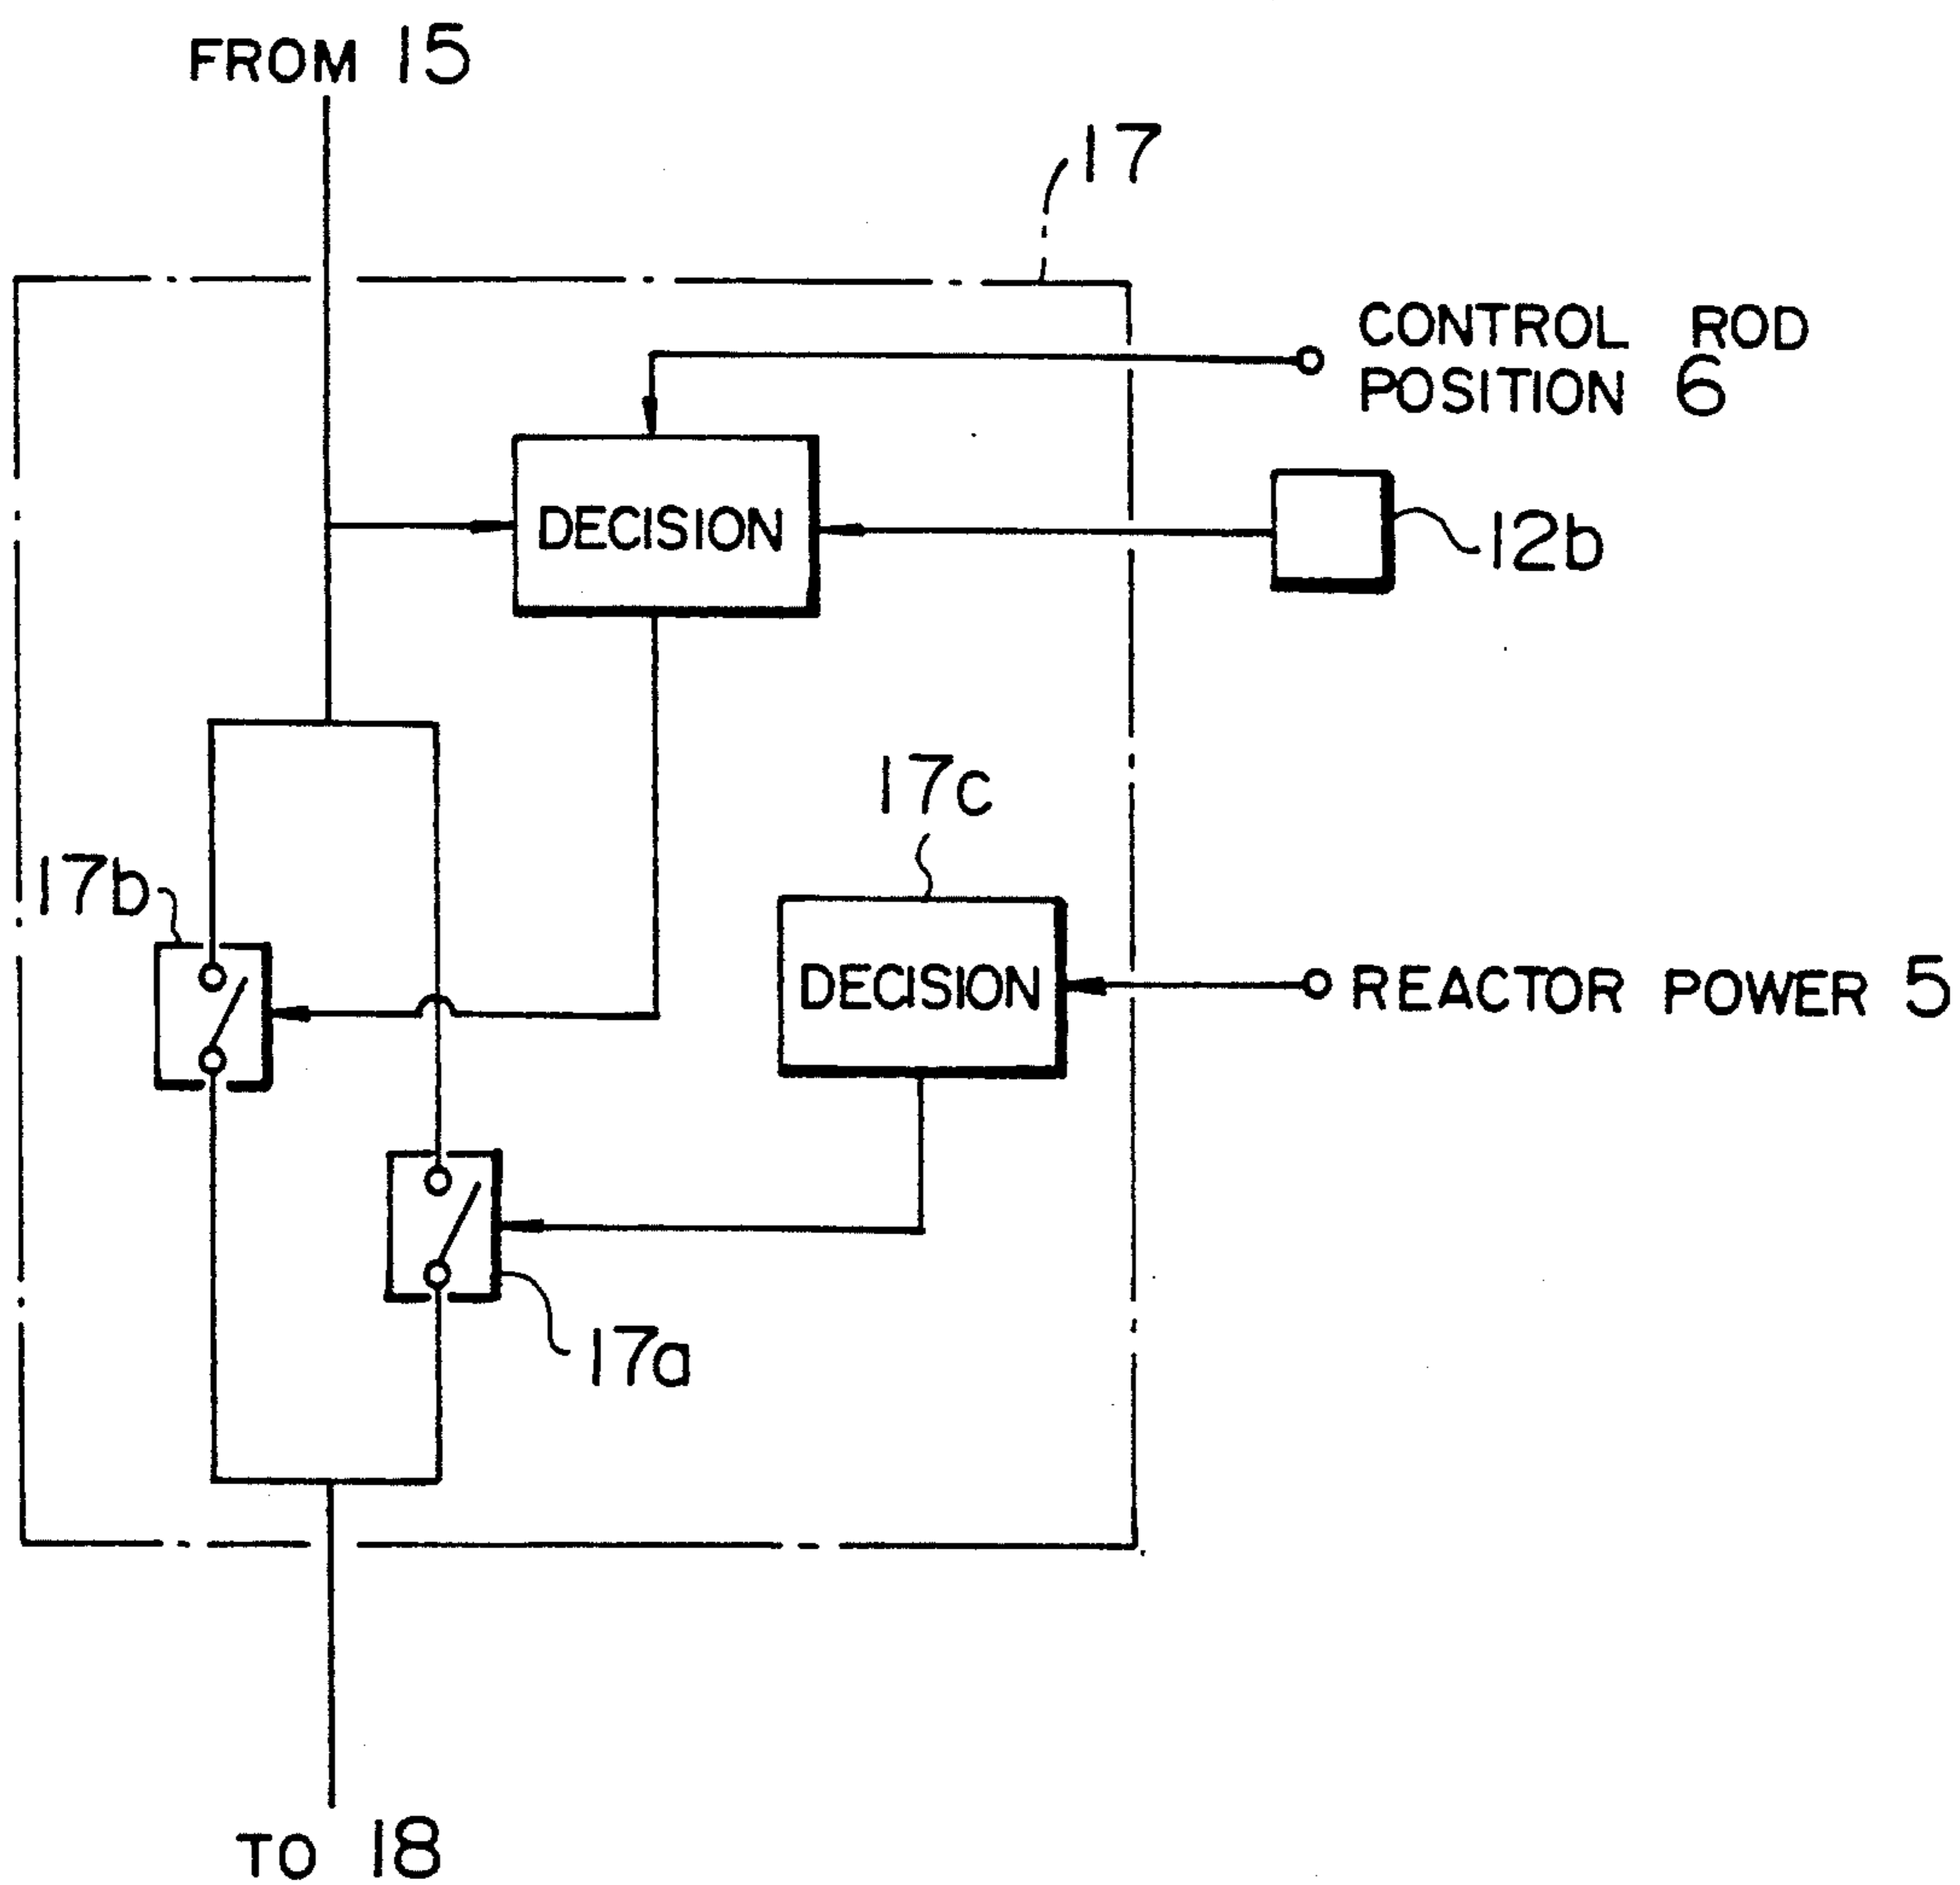 FROM 15
17
CONTROL ROD
POSITION 6
DECISION
12b
17c
17b
DECISION
REACTOR POWER 5
17a
TO 18